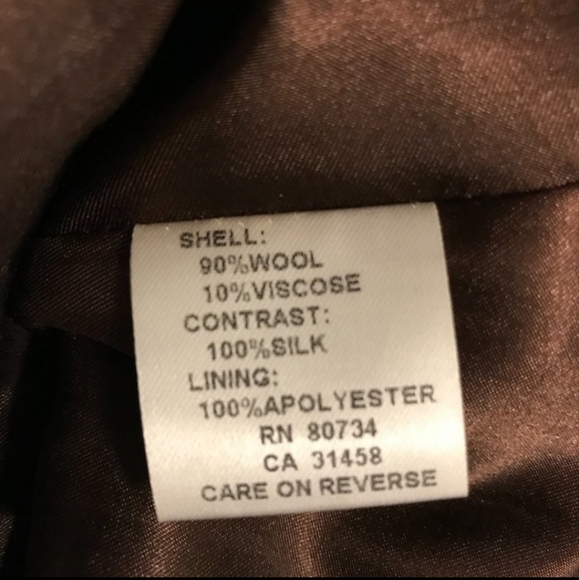 SHELL:
90%WOOL
10%VISCOSE
CONTRAST:
100%SILK
LINING:
100%APOLYESTER
RN 80734
CA 31458
CARE ON REVERSE